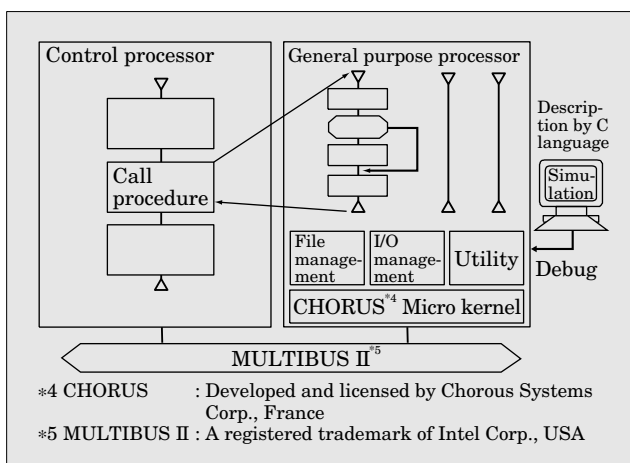 Control processor
Call
procedure
General purpose processor
File
manage-
ment
I/O
manage-
ment
Utility
CHORUS*4 Micro kernel
Descrip-
tion by C
language
Simu-
lation
Debug
MULTIBUS II*5
*4 CHORUS : Developed and licensed by Chorous Systems
Corp., France
*5 MULTIBUS II : A registered trademark of Intel Corp., USA